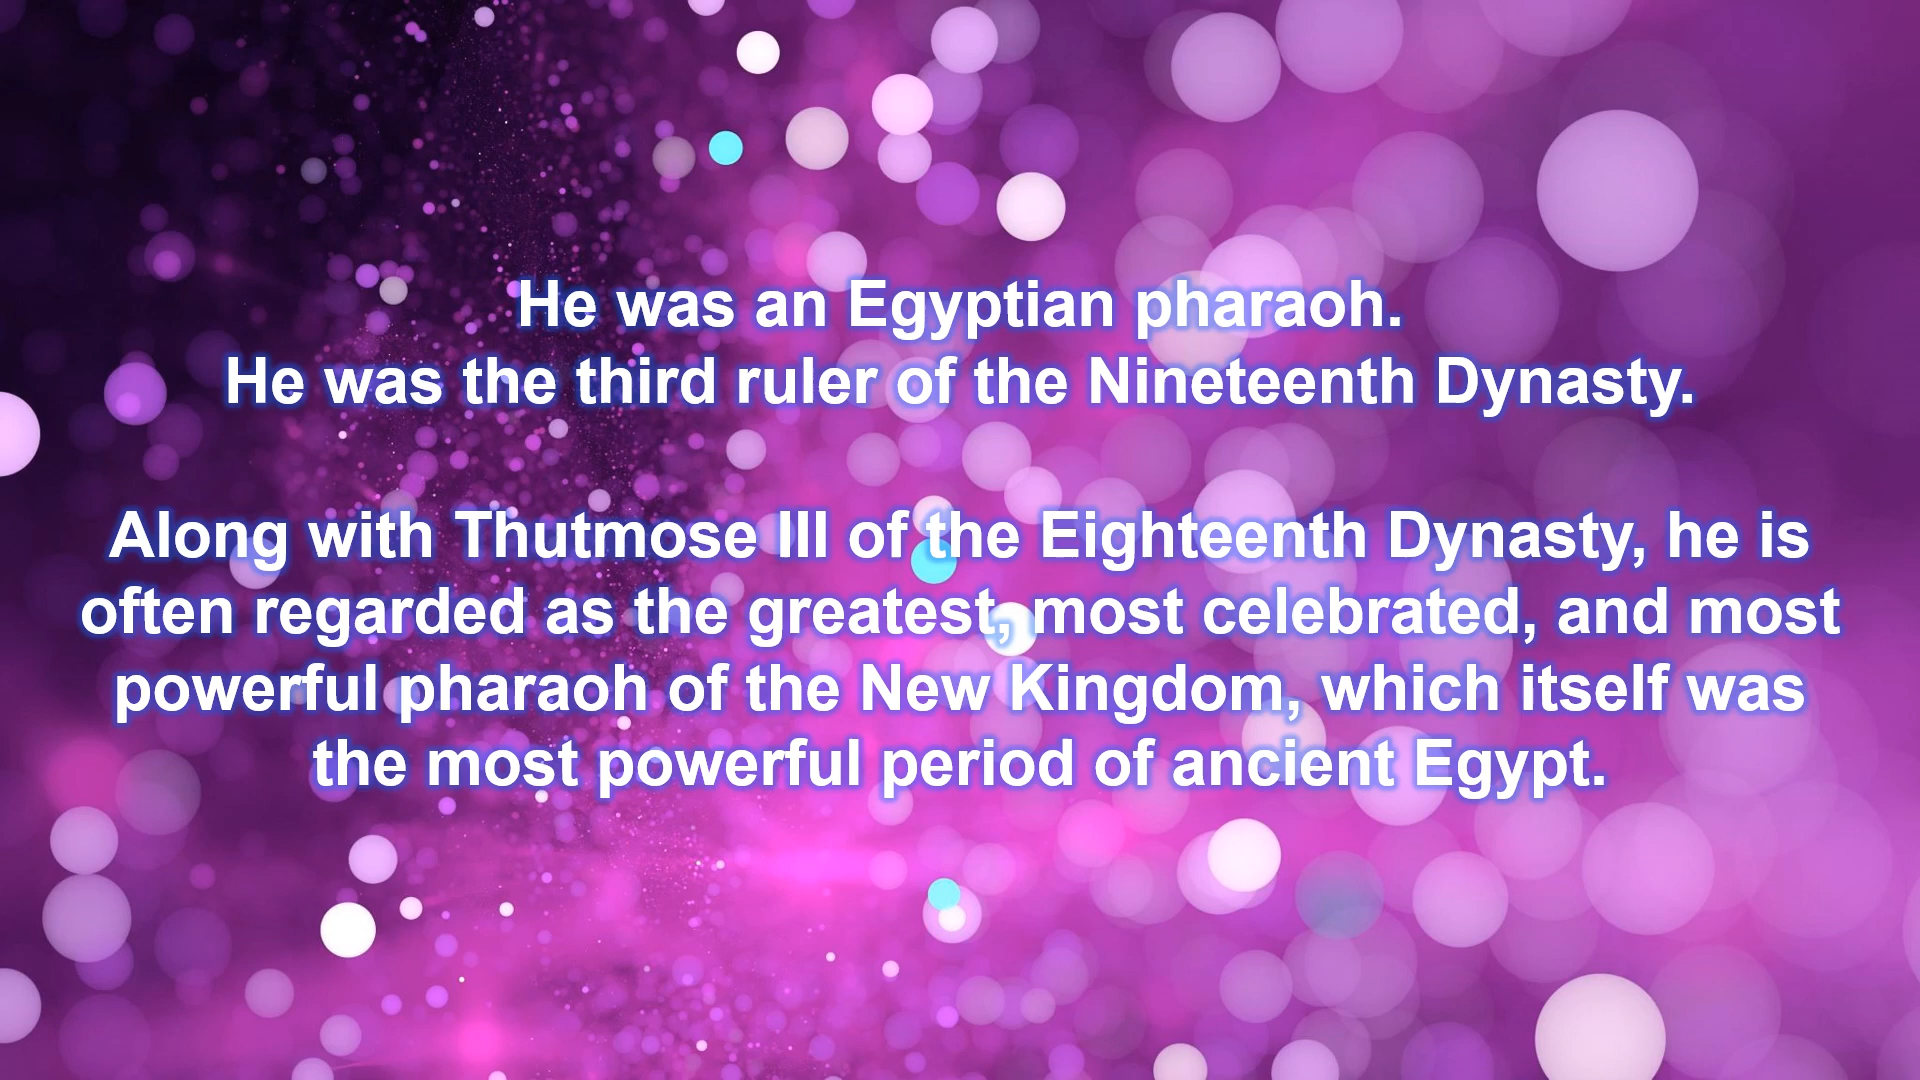 He was an Egyptian pharaoh.
He was the third ruler of the Nineteenth Dynasty.
Along with Thutmose III of the Eighteenth Dynasty, he is
often regarded as the greatest, most celebrated, and most
powerful pharaoh of the New Kingdom, which itself was
the most powerful period of ancient Egypt.